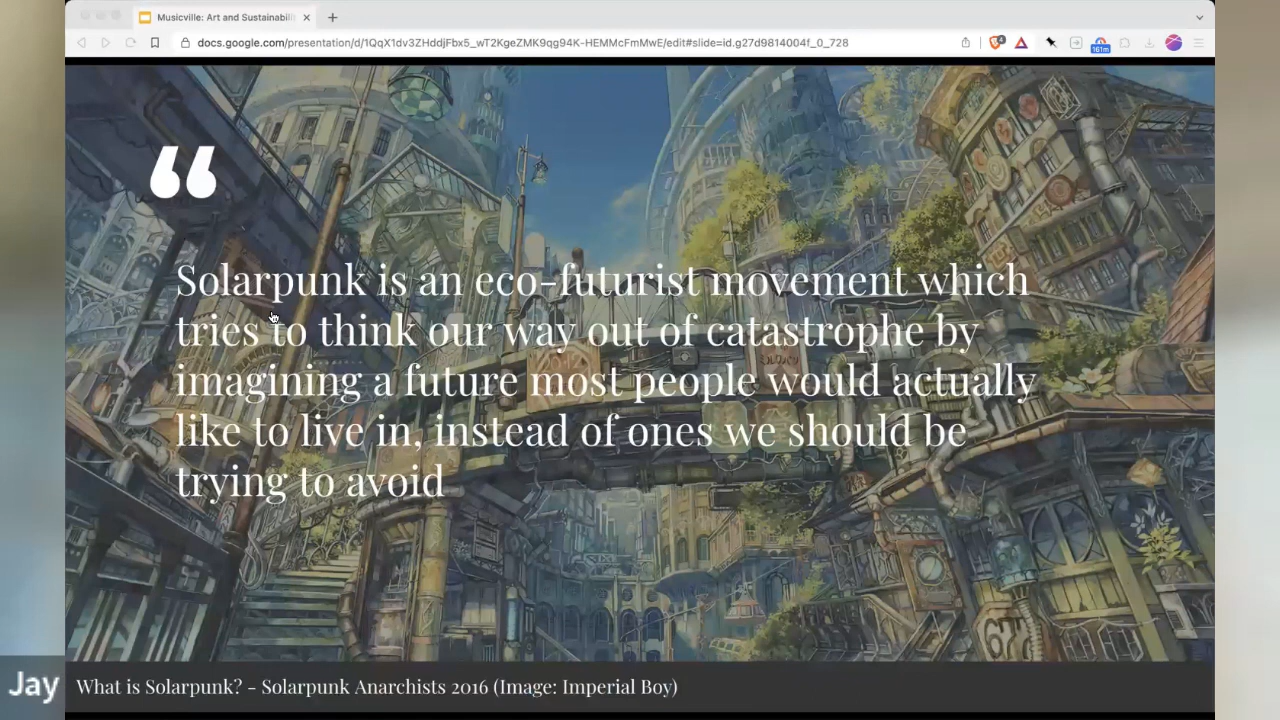 Musicville: Art and Sustainabili
docs.google.com/presentation/d/1QqX1dv3ZHddjFbx5_wT2KgeZMK9qg94K-HEMMcFmMwE/edit#slide=id.g27d9814004f_0_728
4
161m
“
Solarpunk is an eco-futurist movement which
tries to think our way out of catastrophe by
imagining a future most people would actually
like to live in, instead of ones we should be
trying to avoid
67
Jay
What is Solarpunk? - Solarpunk Anarchists 2016 (Image: Imperial Boy)